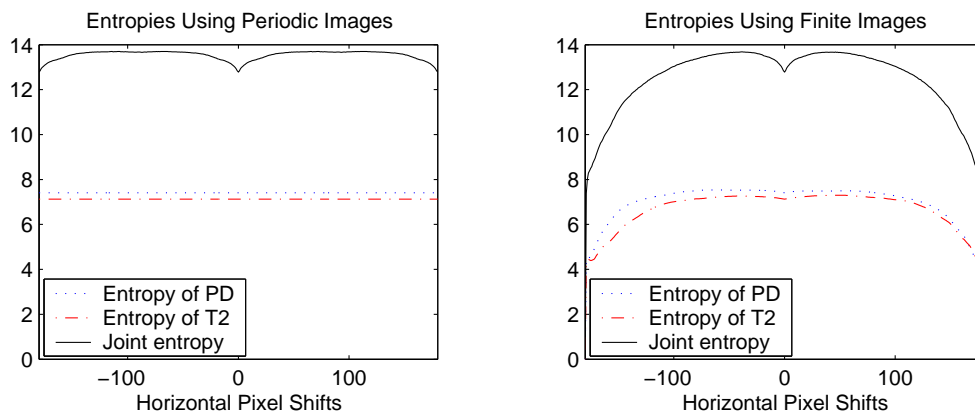 Entropies Using Periodic Images
14
12
10
8
6
4
2
0
Entropy of PD
Entropy of T2
Joint entropy
−100
0
100
Horizontal Pixel Shifts
Entropies Using Finite Images
14
12
10
8
6
4
2
0
Entropy of PD
Entropy of T2
Joint entropy
−100
0
100
Horizontal Pixel Shifts